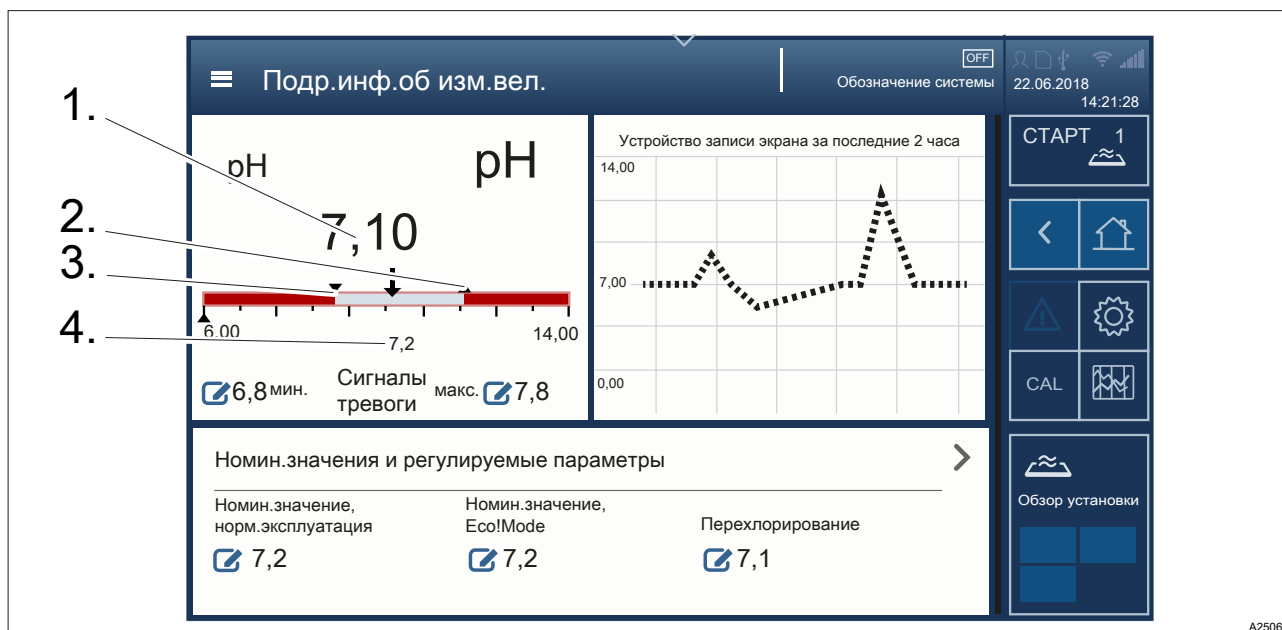 1.
2.
3.
4.
Подр.инф.об изм.вел.
OFF
Обозначение системы
22.06.2018
14:21:28
pH
pH
7,10
6.00
14,00
7,2
6,8 мин.
Сигналы
тревоги
макс. 7,8
Устройство записи экрана за последние 2 часа
14,00
7,00
0,00
СТАРТ 1
CAL
Обзор установки
Номин.значения и регулируемые параметры
Номин.значение,
норм.эксплуатация
7,2
Номин.значение,
Eco!Mode
7,2
Перехлорирование
7,1
A2506